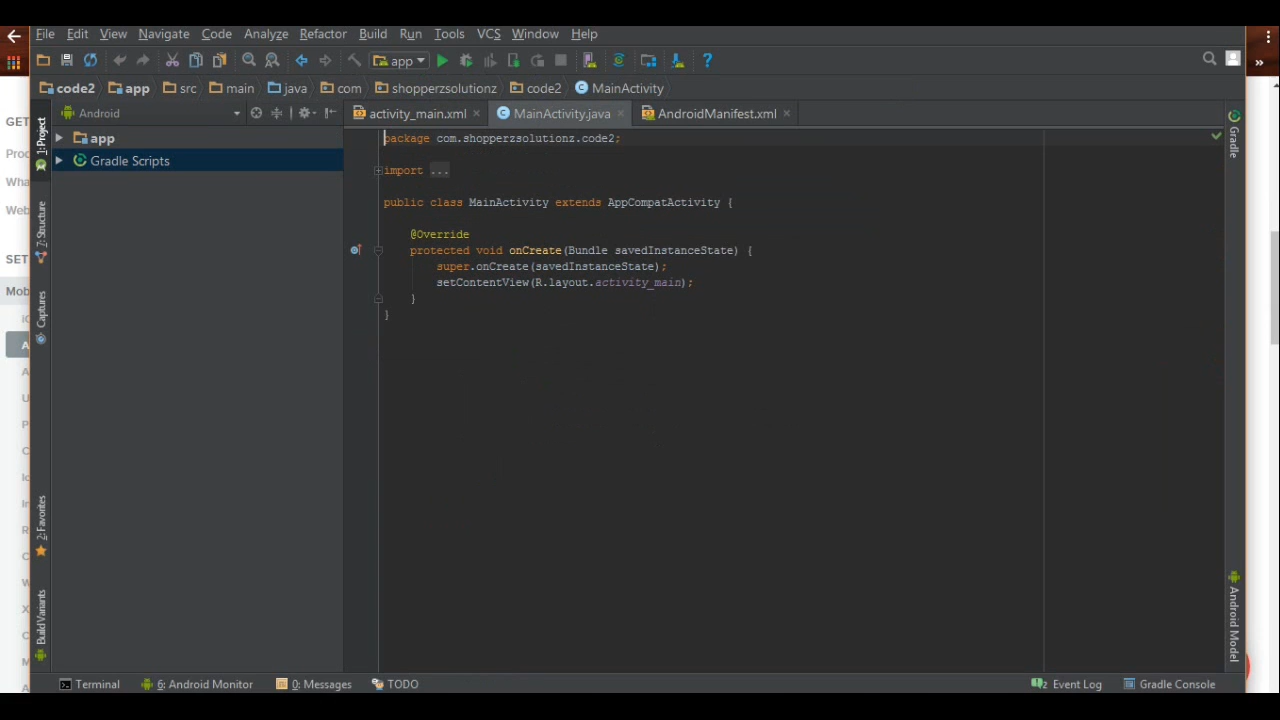 File Edit View Navigate Code Analyze Refactor Build Run Tools VCS Window Help
app
code2 app src main java com shopperzsolutionz code2 MainActivity
1: Project
Android
activity_main.xml
MainActivity.java
AndroidManifest.xml
Gradle
app
Gradle Scripts
7: Structure
Captures
2: Favorites
Build Variants
package com.shopperzsolutionz.code2;
import ...
public class MainActivity extends AppCompatActivity {
@Override
protected void onCreate(Bundle savedInstanceState) {
super.onCreate(savedInstanceState);
setContentView(R.layout.activity_main);
}
}
Android Model
Terminal
6: Android Monitor
0: Messages
TODO
2 Event Log
Gradle Console
GET
SET